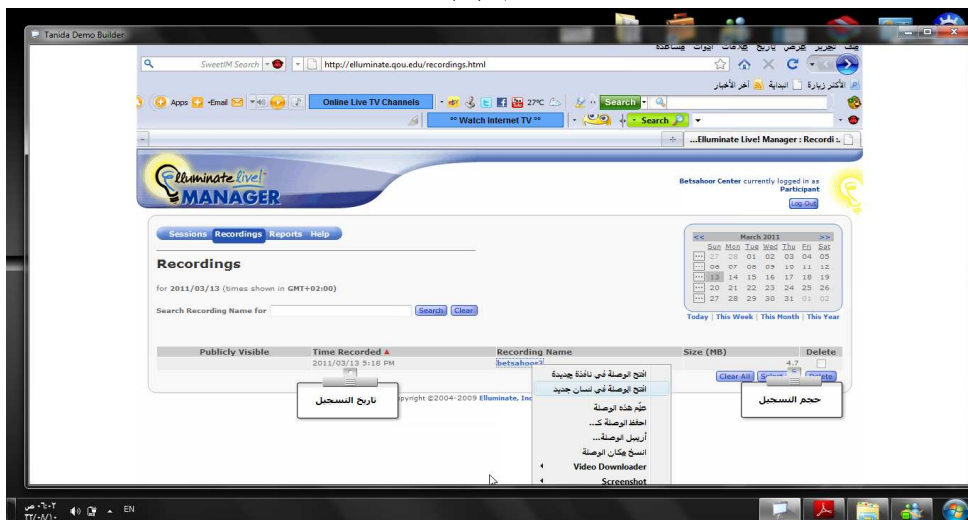 Tanida Demo Builder
ملف تحرير عرض تاريخ علامات أدوات مساعدة
SweetIM Search
http://elluminate.qou.edu/recordings.html
الأكثر زيارة البداية آخر الأخبار
Apps Email Online Live TV Channels 27°C Search
°° Watch Internet TV °° Search
...Elluminate Live! Manager : Recordi
Elluminate Live!
MANAGER
Betsahoor Center currently logged in as
Participant
Log Out
Sessions Recordings Reports Help
Recordings
for 2011/03/13 (times shown in GMT+02:00)
Search Recording Name for Search Clear
<< March 2011 >>
Sun Mon Tue Wed Thu Fri Sat
27 28 01 02 03 04 05
06 07 08 09 10 11 12
13 14 15 16 17 18 19
20 21 22 23 24 25 26
27 28 29 30 31 01 02
Today | This Week | This Month | This Year
Publicly Visible Time Recorded Recording Name Size (MB) Delete
2011/03/13 5:18 PM betsahoor2 4.7
Clear All Delete
تاريخ التسجيل
حجم التسجيل
©2004-2009 Elluminate, Inc
افتح الوصلة في نافذة جديدة
افتح الوصلة في لسان جديد
علّم هذه الوصلة
احفظ الوصلة كـ...
أرسل الوصلة...
انسخ مكان الوصلة
Video Downloader
Screenshot
EN
٠٦:٠٢ ص